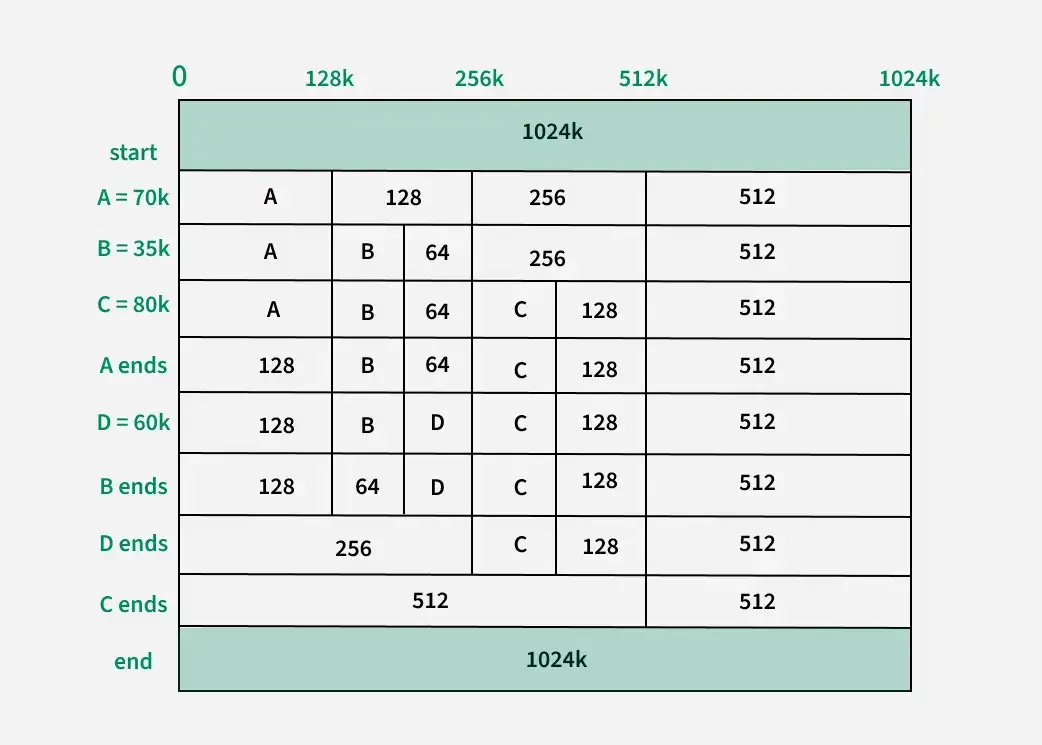 0 128k 256k 512k 1024k
start 1024k
A = 70k A 128 256 512
B = 35k A B 64 256 512
C = 80k A B 64 C 128 512
A ends 128 B 64 C 128 512
D = 60k 128 B D C 128 512
B ends 128 64 D C 128 512
D ends 256 C 128 512
C ends 512 512
end 1024k